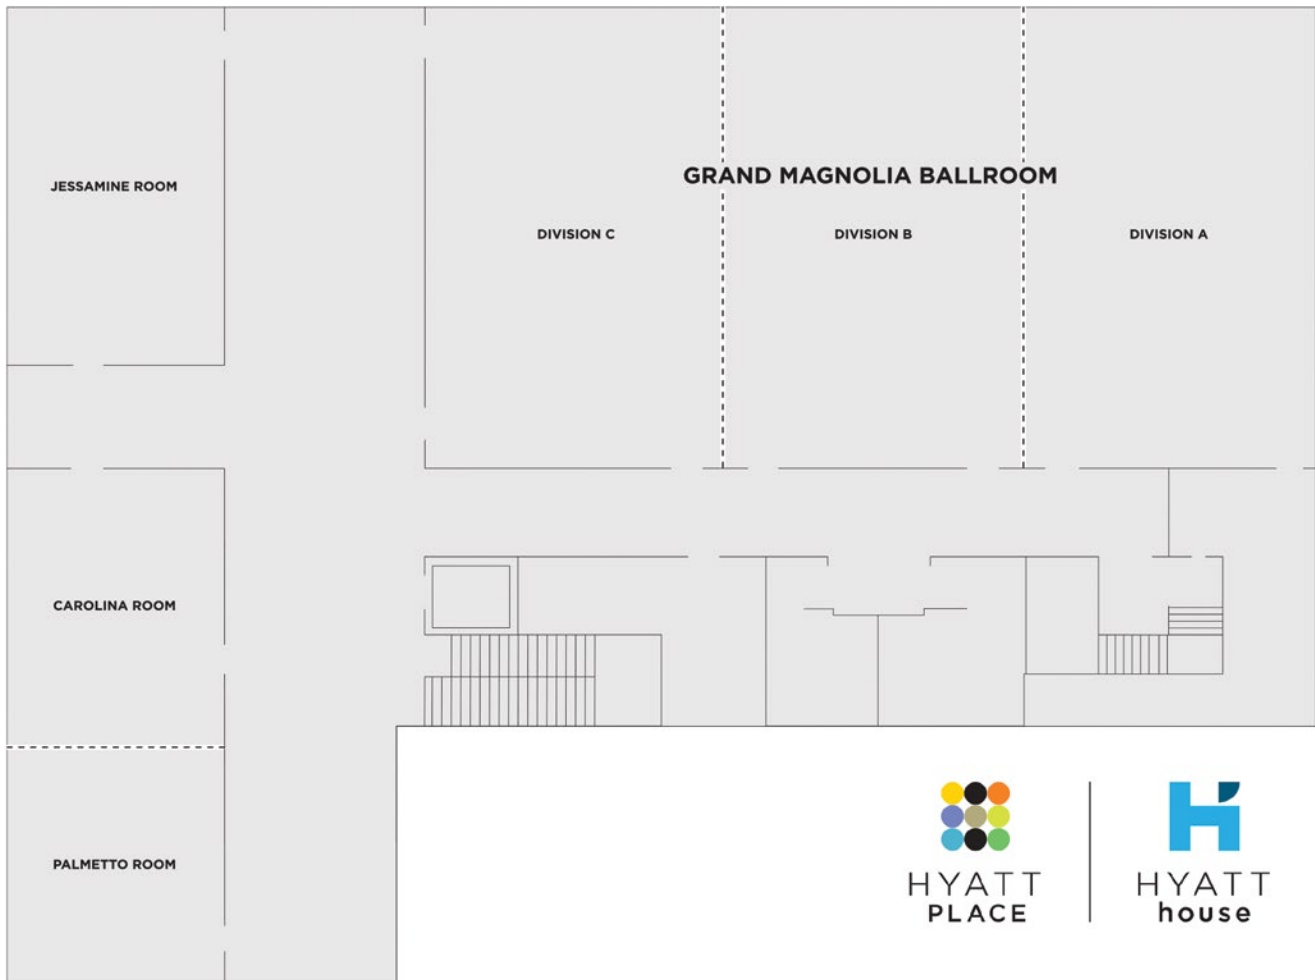 JESSAMINE ROOM
GRAND MAGNOLIA BALLROOM
DIVISION C
DIVISION B
DIVISION A
CAROLINA ROOM
PALMETTO ROOM
HYATT
PLACE
HYATT
house